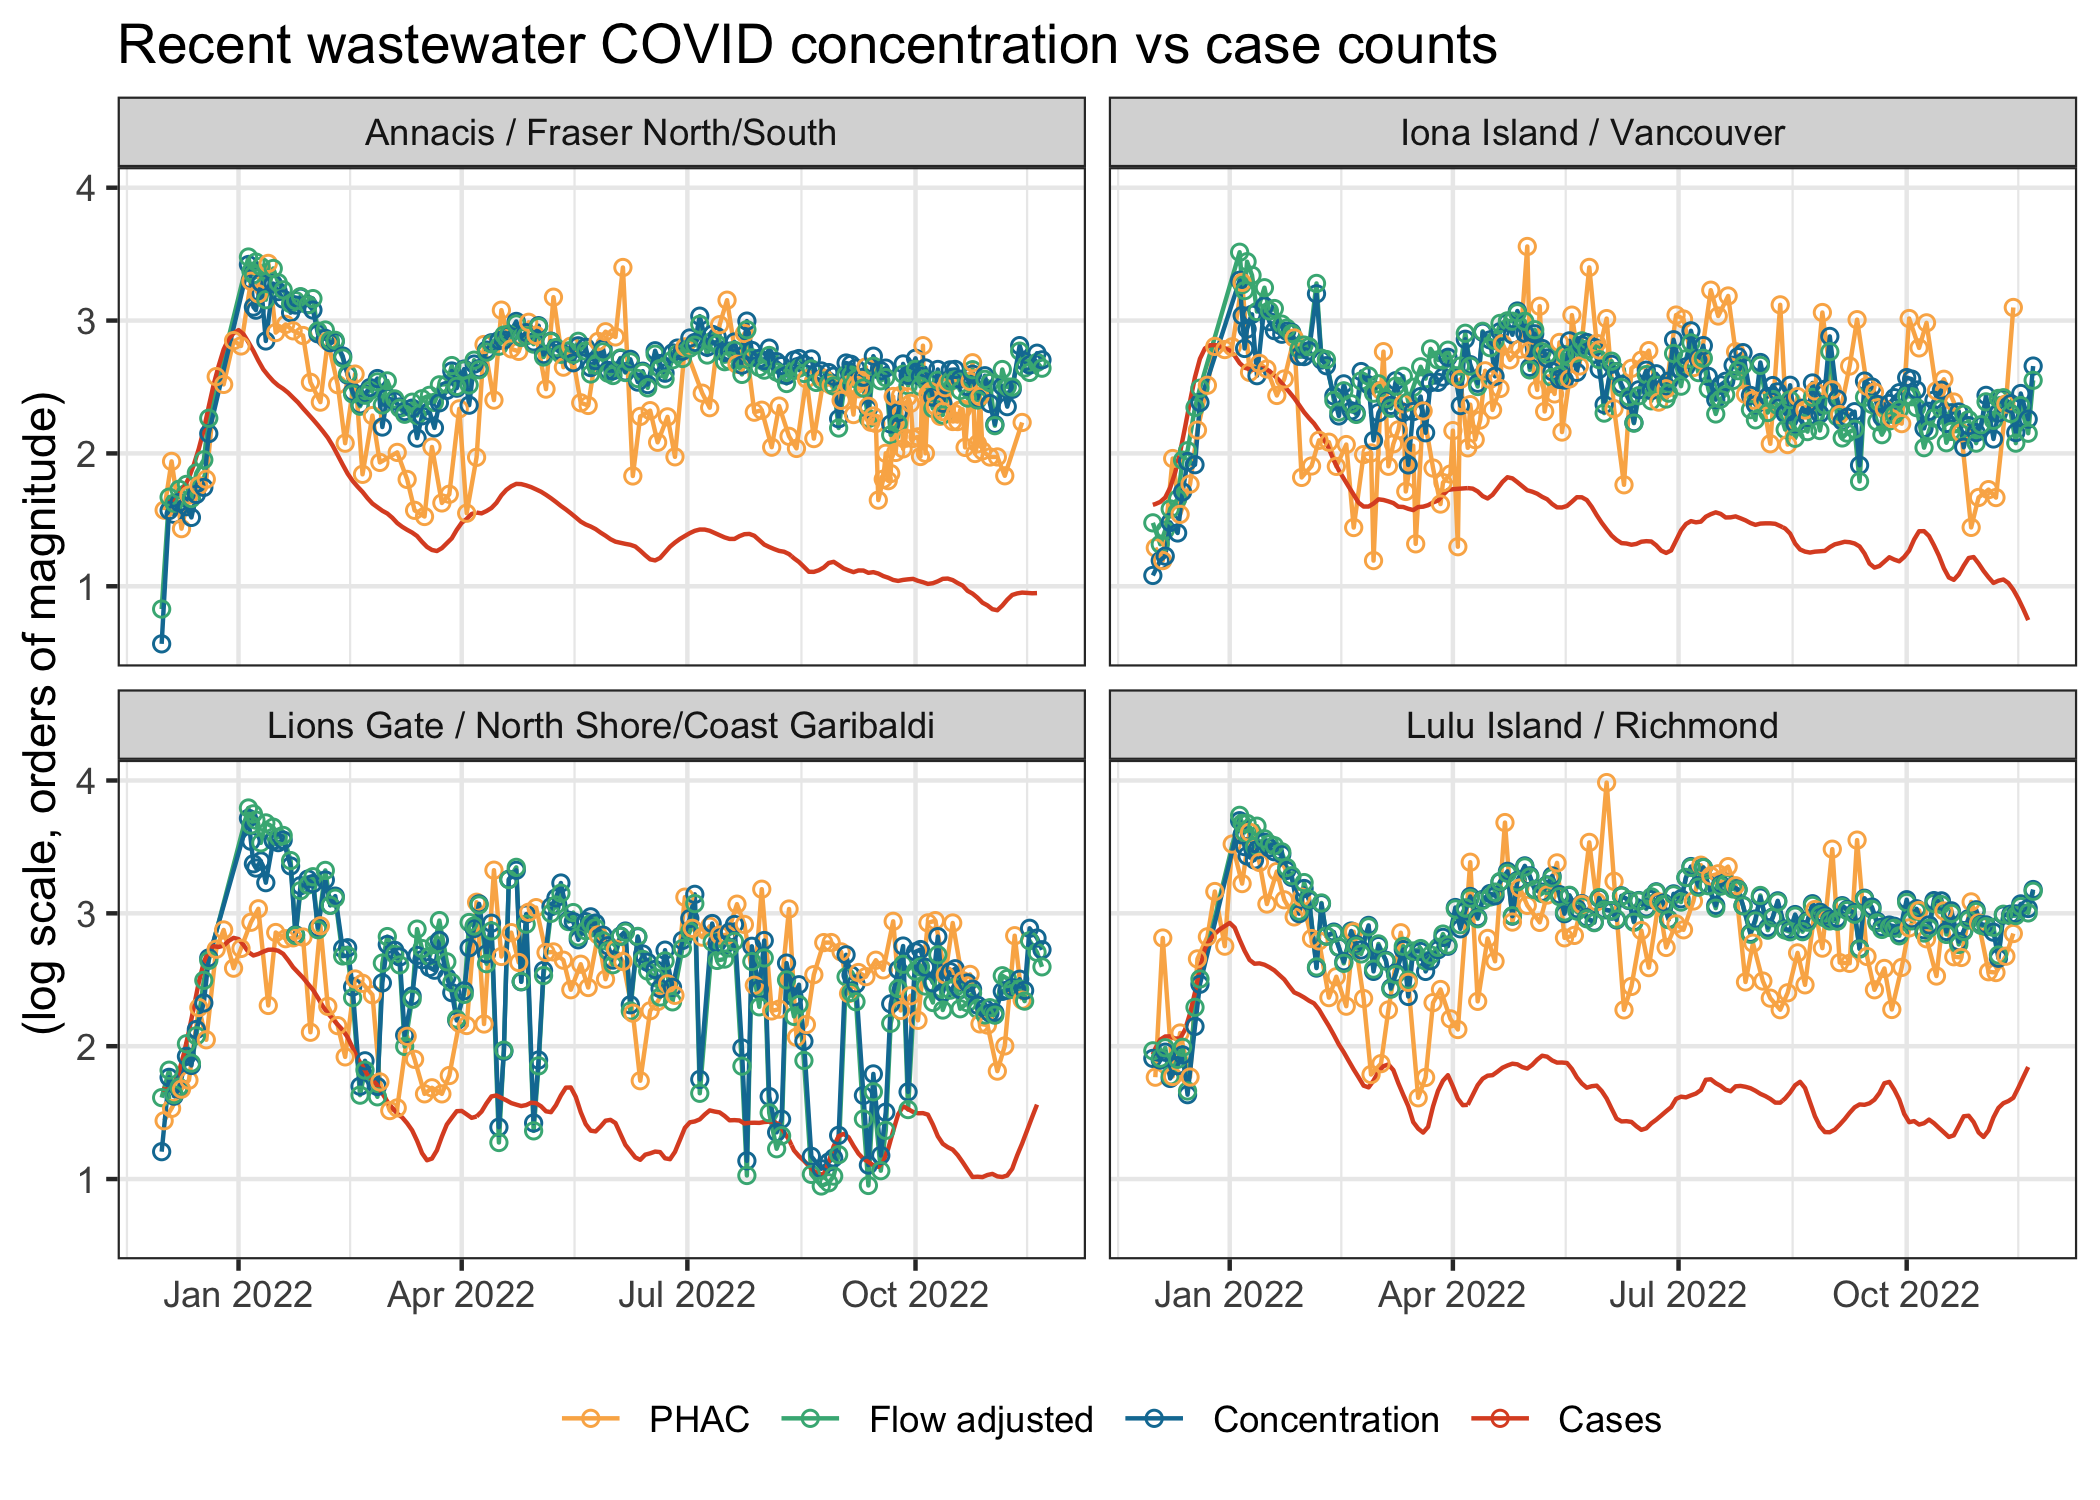 Recent wastewater COVID concentration vs case counts
Annacis / Fraser North/South
Iona Island / Vancouver
(log scale, orders of magnitude)
4
3
2
1
Lions Gate / North Shore/Coast Garibaldi
Lulu Island / Richmond
4
3
2
1
Jan 2022 Apr 2022 Jul 2022 Oct 2022
Jan 2022 Apr 2022 Jul 2022 Oct 2022
PHAC Flow adjusted Concentration Cases